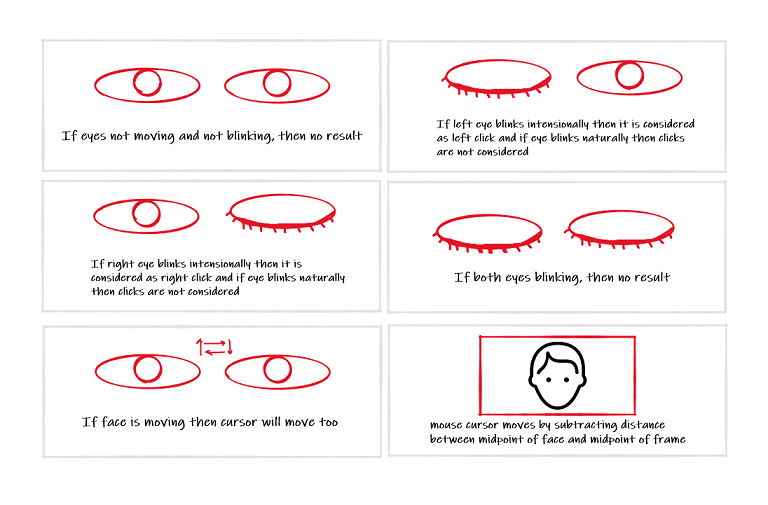 If eyes not moving and not blinking, then no result
If left eye blinks intensionally then it is considered
as left click and if eye blinks naturally then clicks
are not considered
If right eye blinks intensionally then it is
considered as right click and if eye blinks naturally
then clicks are not considered
If both eyes blinking, then no result
If face is moving then cursor will move too
mouse cursor moves by subtracting distance
between midpoint of face and midpoint of frame